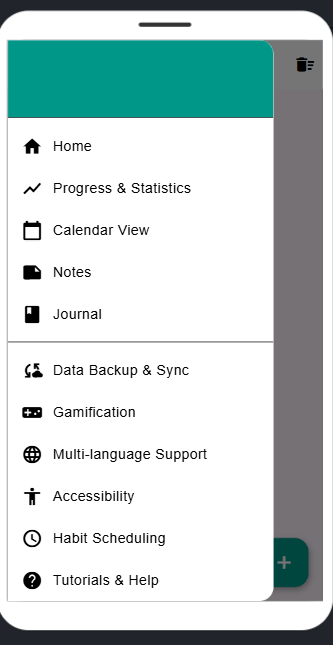 Home
Progress & Statistics
Calendar View
Notes
Journal
Data Backup & Sync
Gamification
Multi-language Support
Accessibility
Habit Scheduling
Tutorials & Help